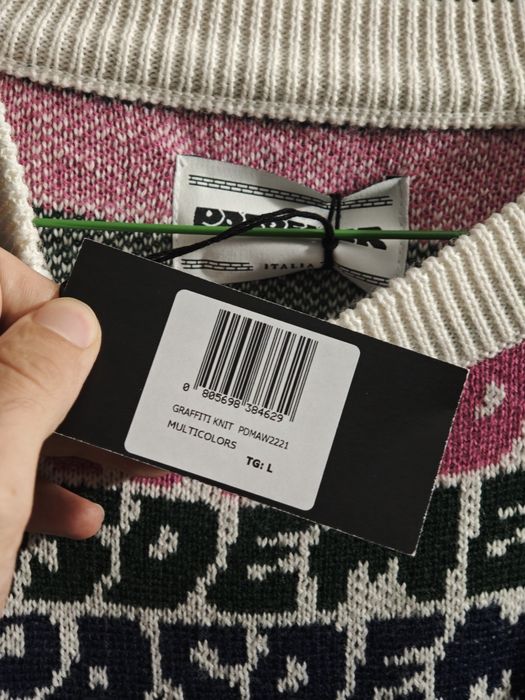 ITALIA
0 805698 384629
GRAFFITI KNIT PDMAW2221
MULTICOLORS
TG: L